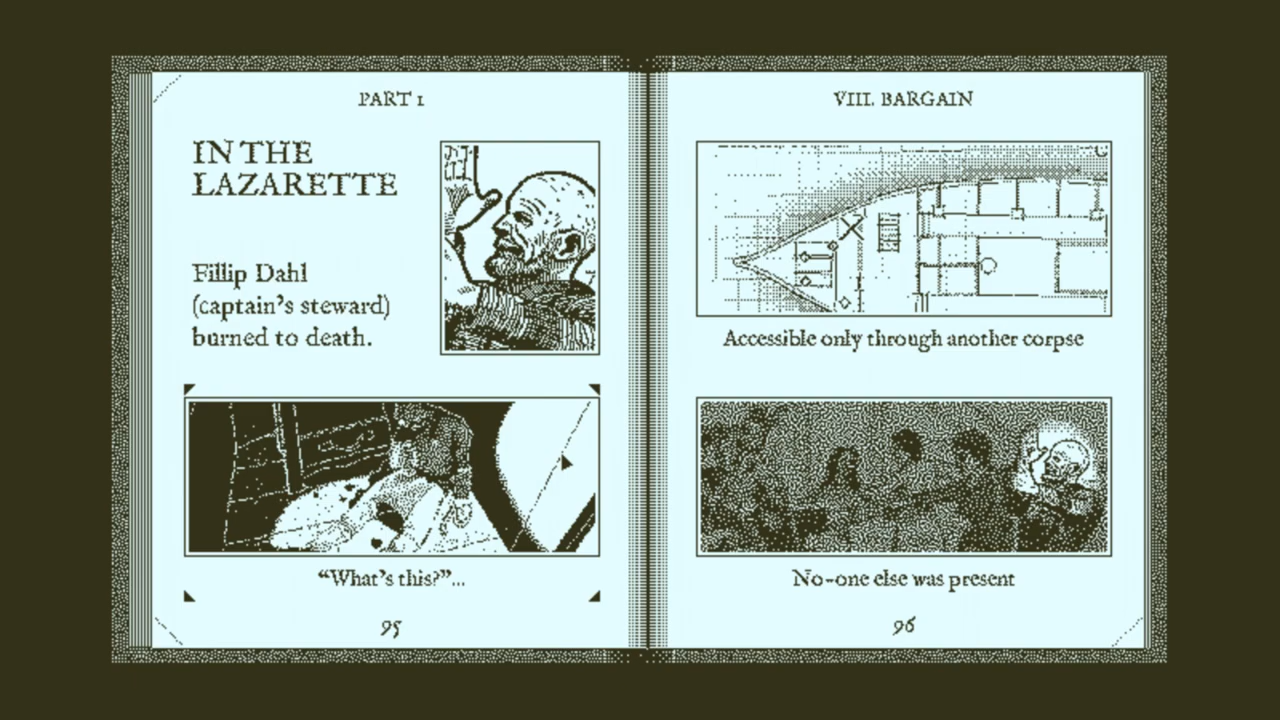 PART 1
IN THE
LAZARETTE
Fillip Dahl
(captain's steward)
burned to death.
“What's this?”...
95
VIII. BARGAIN
Accessible only through another corpse
No-one else was present
96